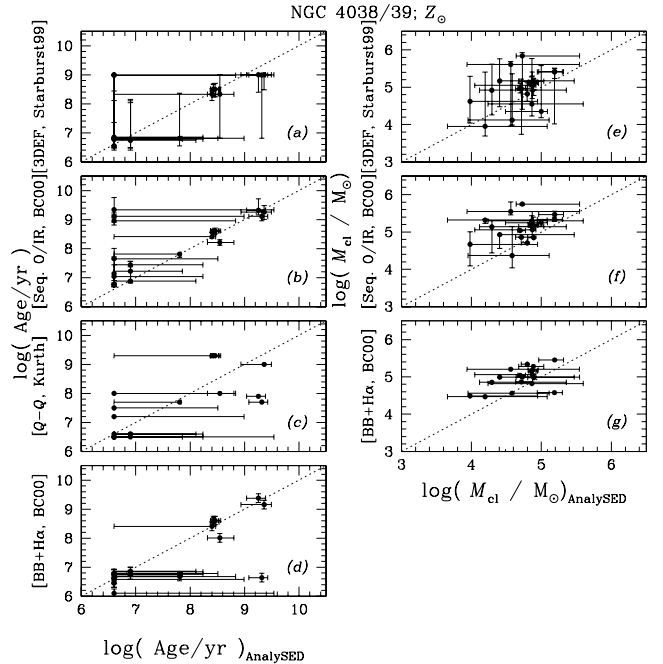 NGC 4038/39; Z⊙
[3DEF, Starburst99]
10
9
8
7
6
(a)
[3DEF, Starburst99]
6
5
4
3
(e)
log( Age/yr )
[Seq. O/IR, BC00]
10
9
8
7
6
(b)
log( M_cl / M⊙ )
[Seq. O/IR, BC00]
6
5
4
3
(f)
[Q−Q, Kurth]
10
9
8
7
6
(c)
[BB+Hα, BC00]
6
5
4
3
(g)
3 4 5 6
log( M_cl / M⊙ )AnalySED
[BB+Hα, BC00]
10
9
8
7
6
(d)
6 7 8 9 10
log( Age/yr )AnalySED